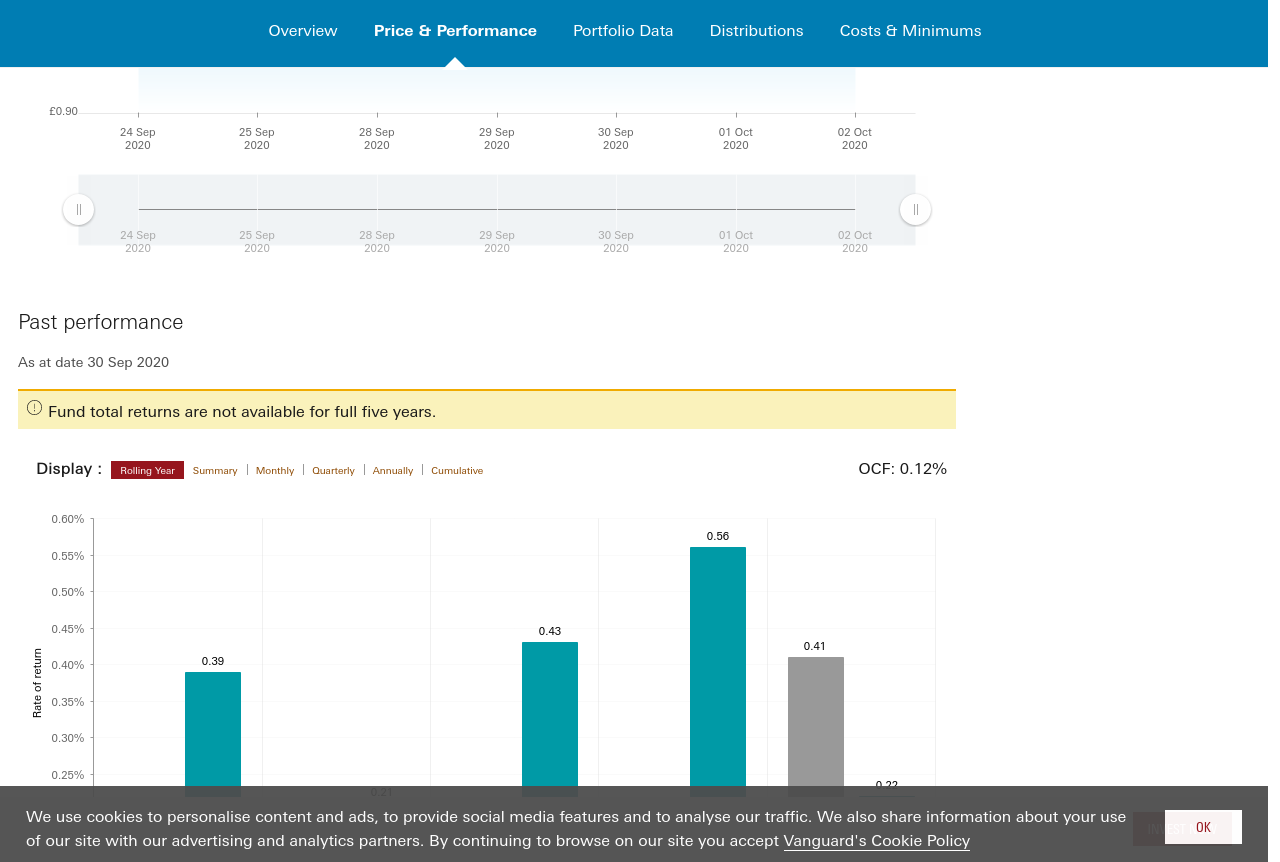 Overview Price & Performance Portfolio Data Distributions Costs & Minimums
£0.90
24 Sep 25 Sep 28 Sep 29 Sep 30 Sep 01 Oct 02 Oct
2020 2020 2020 2020 2020 2020 2020
24 Sep 25 Sep 28 Sep 29 Sep 30 Sep 01 Oct 02 Oct
2020 2020 2020 2020 2020 2020 2020
Past performance
As at date 30 Sep 2020
Fund total returns are not available for full five years.
Display : Rolling Year Summary Monthly Quarterly Annually Cumulative OCF: 0.12%
0.60%
0.56
0.55%
0.50%
0.45%
0.43
0.41
0.40%
0.39
0.35%
0.30%
0.25%
Rate of return
0.22
0.21
We use cookies to personalise content and ads, to provide social media features and to analyse our traffic. We also share information about your use
of our site with our advertising and analytics partners. By continuing to browse on our site you accept Vanguard's Cookie Policy
OK